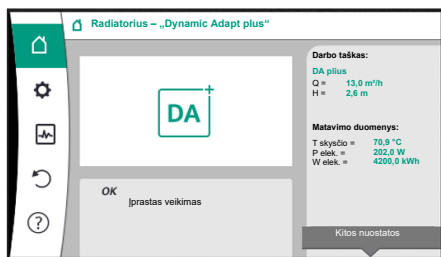 Radiatorius – „Dynamic Adapt plus“
DA+
OK
Įprastas veikimas
Darbo taškas:
DA plius
Q = 13,0 m³/h
H = 2,6 m
Matavimo duomenys:
T skysčio = 70,9 °C
P elek. = 202,0 W
W elek. = 4200,0 kWh
Kitos nuostatos
?